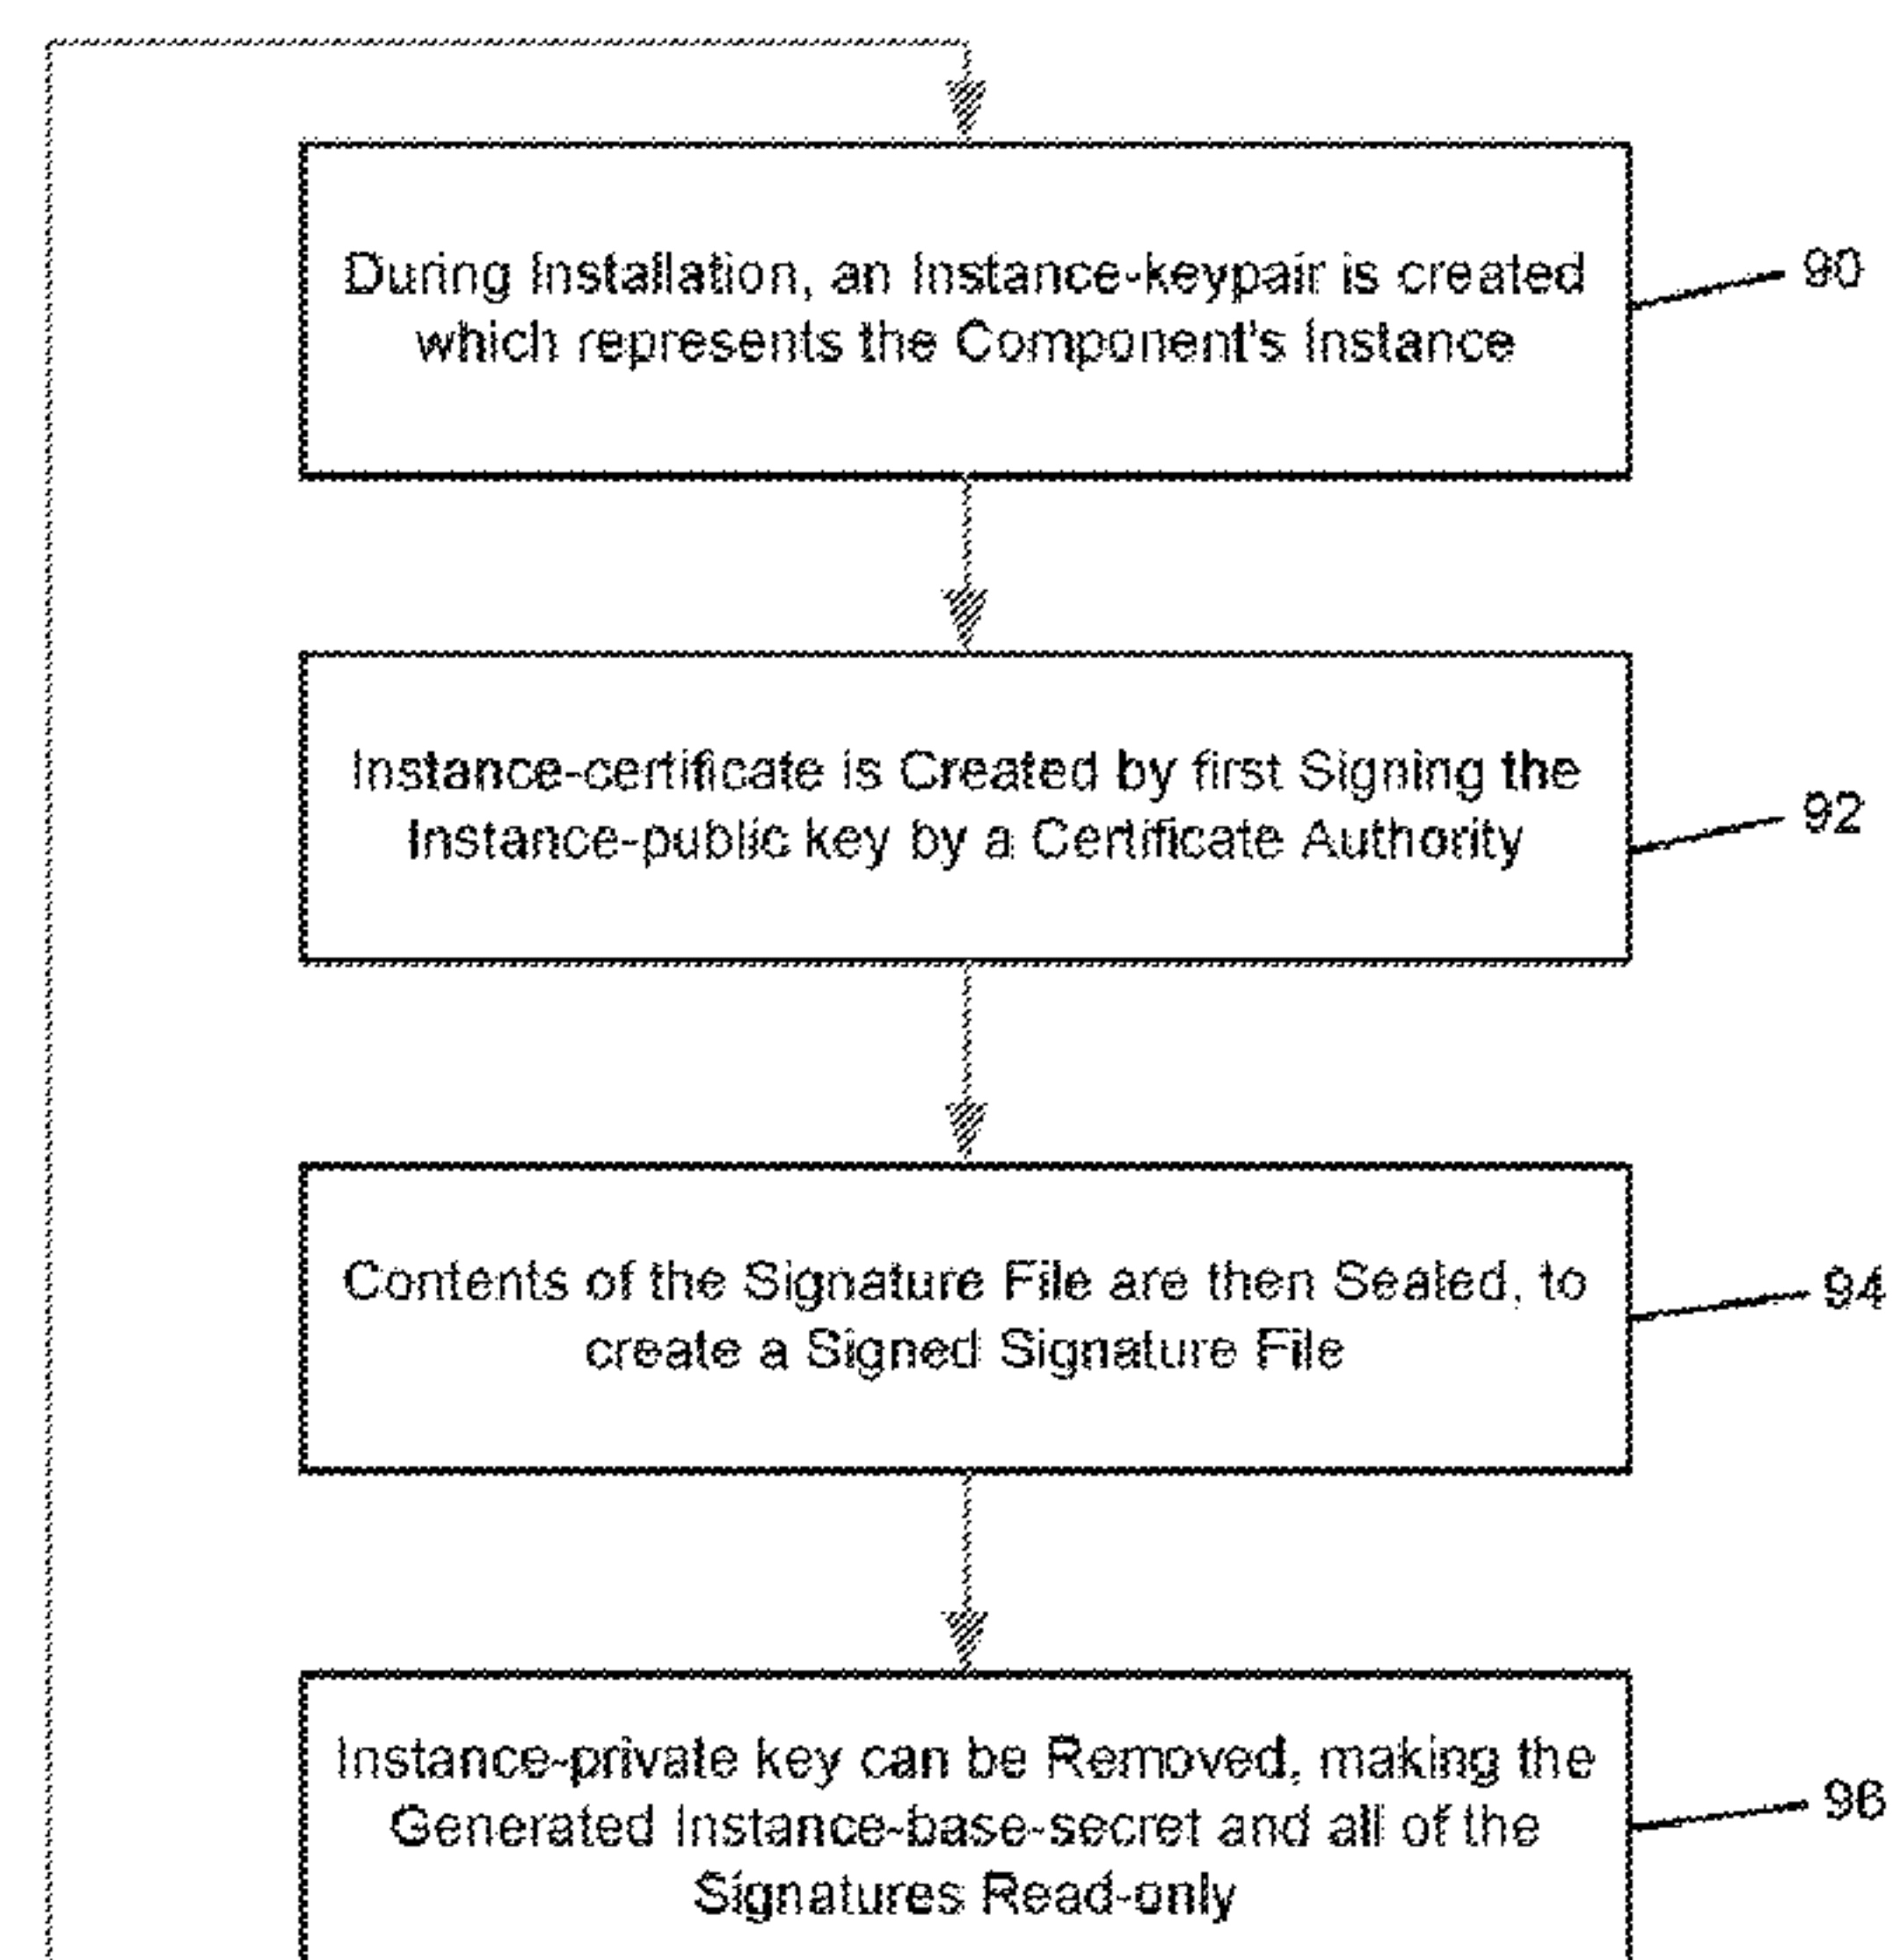 During Installation, an Instance-keypair is created
which represents the Component's Instance
90
Instance-certificate is Created by first Signing the
Instance-public key by a Certificate Authority
92
Contents of the Signature File are then Sealed, to
create a Signed Signature File
94
Instance-private key can be Removed, making the
Generated Instance-base-secret and all of the
Signatures Read-only
96